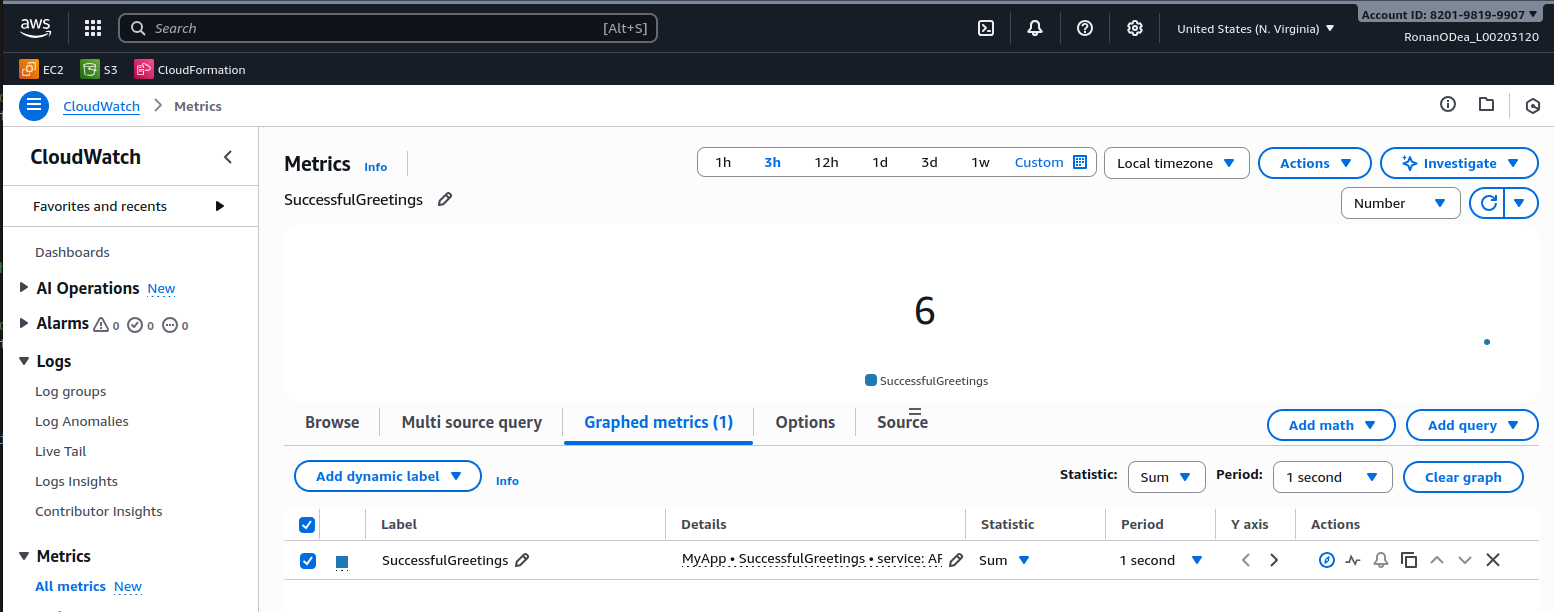 aws
Search [Alt+S]
United States (N. Virginia)
Account ID: 8201-9819-9907
RonanODea_L00203120
EC2 S3 CloudFormation
CloudWatch Metrics
CloudWatch
Favorites and recents
Dashboards
AI Operations New
Alarms 0 0 0
Logs
Log groups
Log Anomalies
Live Tail
Logs Insights
Contributor Insights
Metrics
All metrics New
Metrics Info
1h 3h 12h 1d 3d 1w Custom
Local timezone
Actions
Investigate
SuccessfulGreetings
Number
6
SuccessfulGreetings
Browse Multi source query Graphed metrics (1) Options Source
Add math Add query
Add dynamic label Info
Statistic: Sum Period: 1 second Clear graph
Label Details Statistic Period Y axis Actions
SuccessfulGreetings MyApp • SuccessfulGreetings • service: Sum 1 second